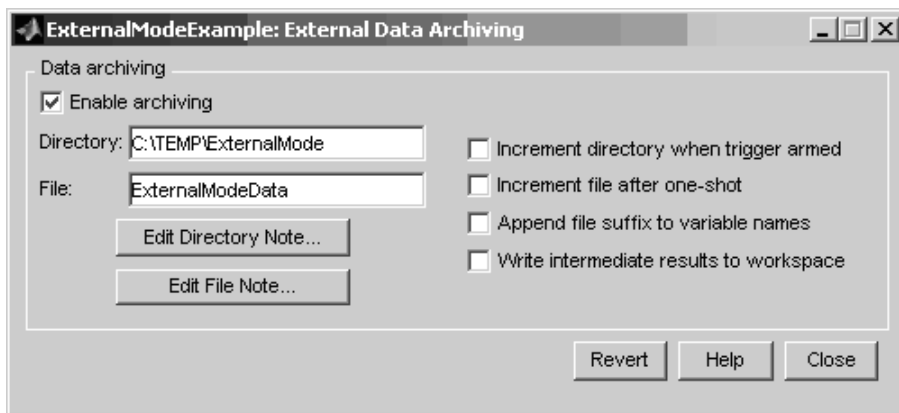 ExternalModeExample: External Data Archiving
Data archiving
Enable archiving
Directory: C:\TEMP\ExternalMode
File: ExternalModeData
Edit Directory Note...
Edit File Note...
Increment directory when trigger armed
Increment file after one-shot
Append file suffix to variable names
Write intermediate results to workspace
Revert Help Close